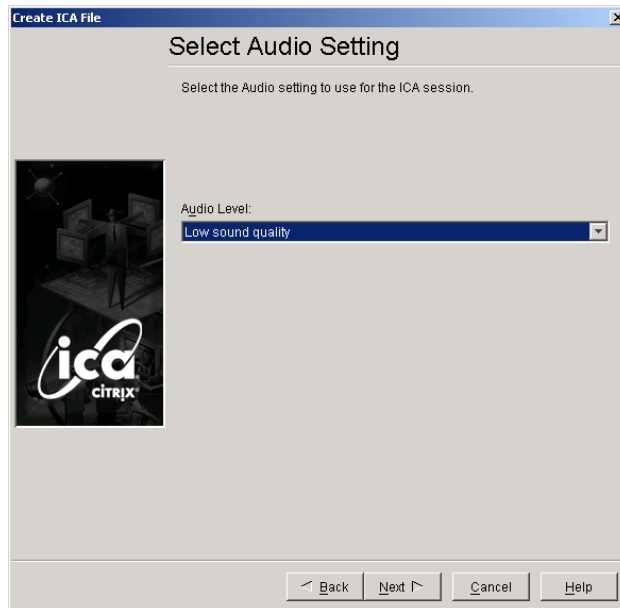 Create ICA File
Select Audio Setting
Select the Audio setting to use for the ICA session.
Audio Level:
Low sound quality
ica
CITRIX
Back
Next
Cancel
Help